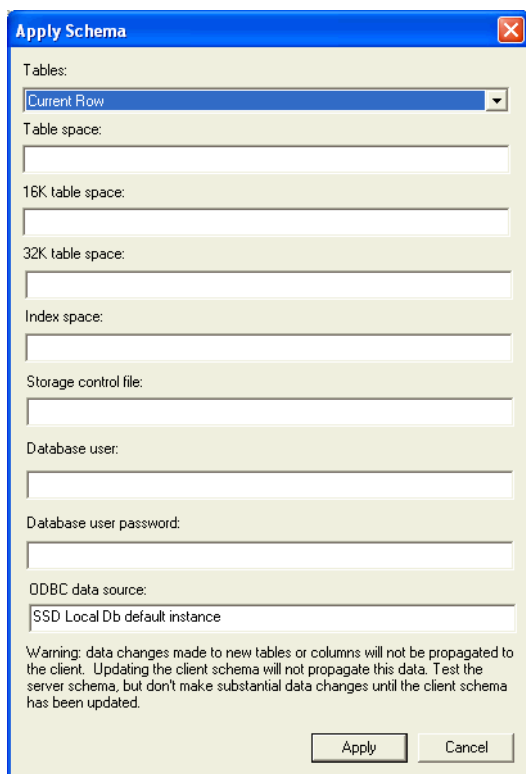 Apply Schema
Tables:
Current Row
Table space:
16K table space:
32K table space:
Index space:
Storage control file:
Database user:
Database user password:
ODBC data source:
SSD Local Db default instance
Warning: data changes made to new tables or columns will not be propagated to
the client.  Updating the client schema will not propagate this data. Test the
server schema, but don't make substantial data changes until the client schema
has been updated.
Apply
Cancel